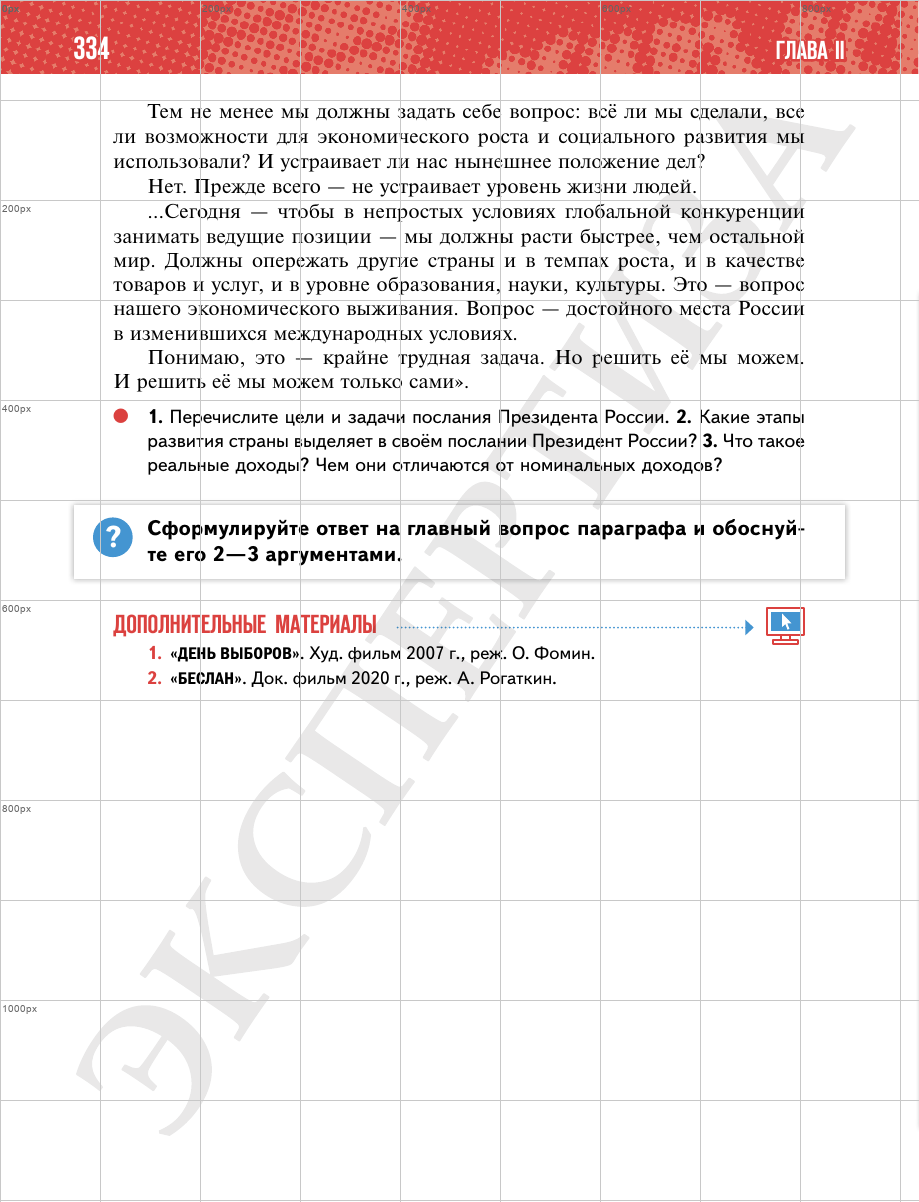 334
ГЛАВА II
Тем не менее мы должны задать себе вопрос: всё ли мы сделали, все
ли возможности для экономического роста и социального развития мы
использовали? И устраивает ли нас нынешнее положение дел?
Нет. Прежде всего — не устраивает уровень жизни людей.
...Сегодня — чтобы в непростых условиях глобальной конкуренции
занимать ведущие позиции — мы должны расти быстрее, чем остальной
мир. Должны опережать другие страны и в темпах роста, и в качестве
товаров и услуг, и в уровне образования, науки, культуры. Это — вопрос
нашего экономического выживания. Вопрос — достойного места России
в изменившихся международных условиях.
Понимаю, это — крайне трудная задача. Но решить её мы можем.
И решить её мы можем только сами».
1. Перечислите цели и задачи послания Президента России. 2. Какие этапы
развития страны выделяет в своём послании Президент России? 3. Что такое
реальные доходы? Чем они отличаются от номинальных доходов?
? Сформулируйте ответ на главный вопрос параграфа и обоснуй-
те его 2—3 аргументами.
ДОПОЛНИТЕЛЬНЫЕ МАТЕРИАЛЫ
1. «ДЕНЬ ВЫБОРОВ». Худ. фильм 2007 г., реж. О. Фомин.
2. «БЕСЛАН». Док. фильм 2020 г., реж. А. Рогаткин.
ЭКСПЕРТИЗА
200px
400px
600px
800px
1000px